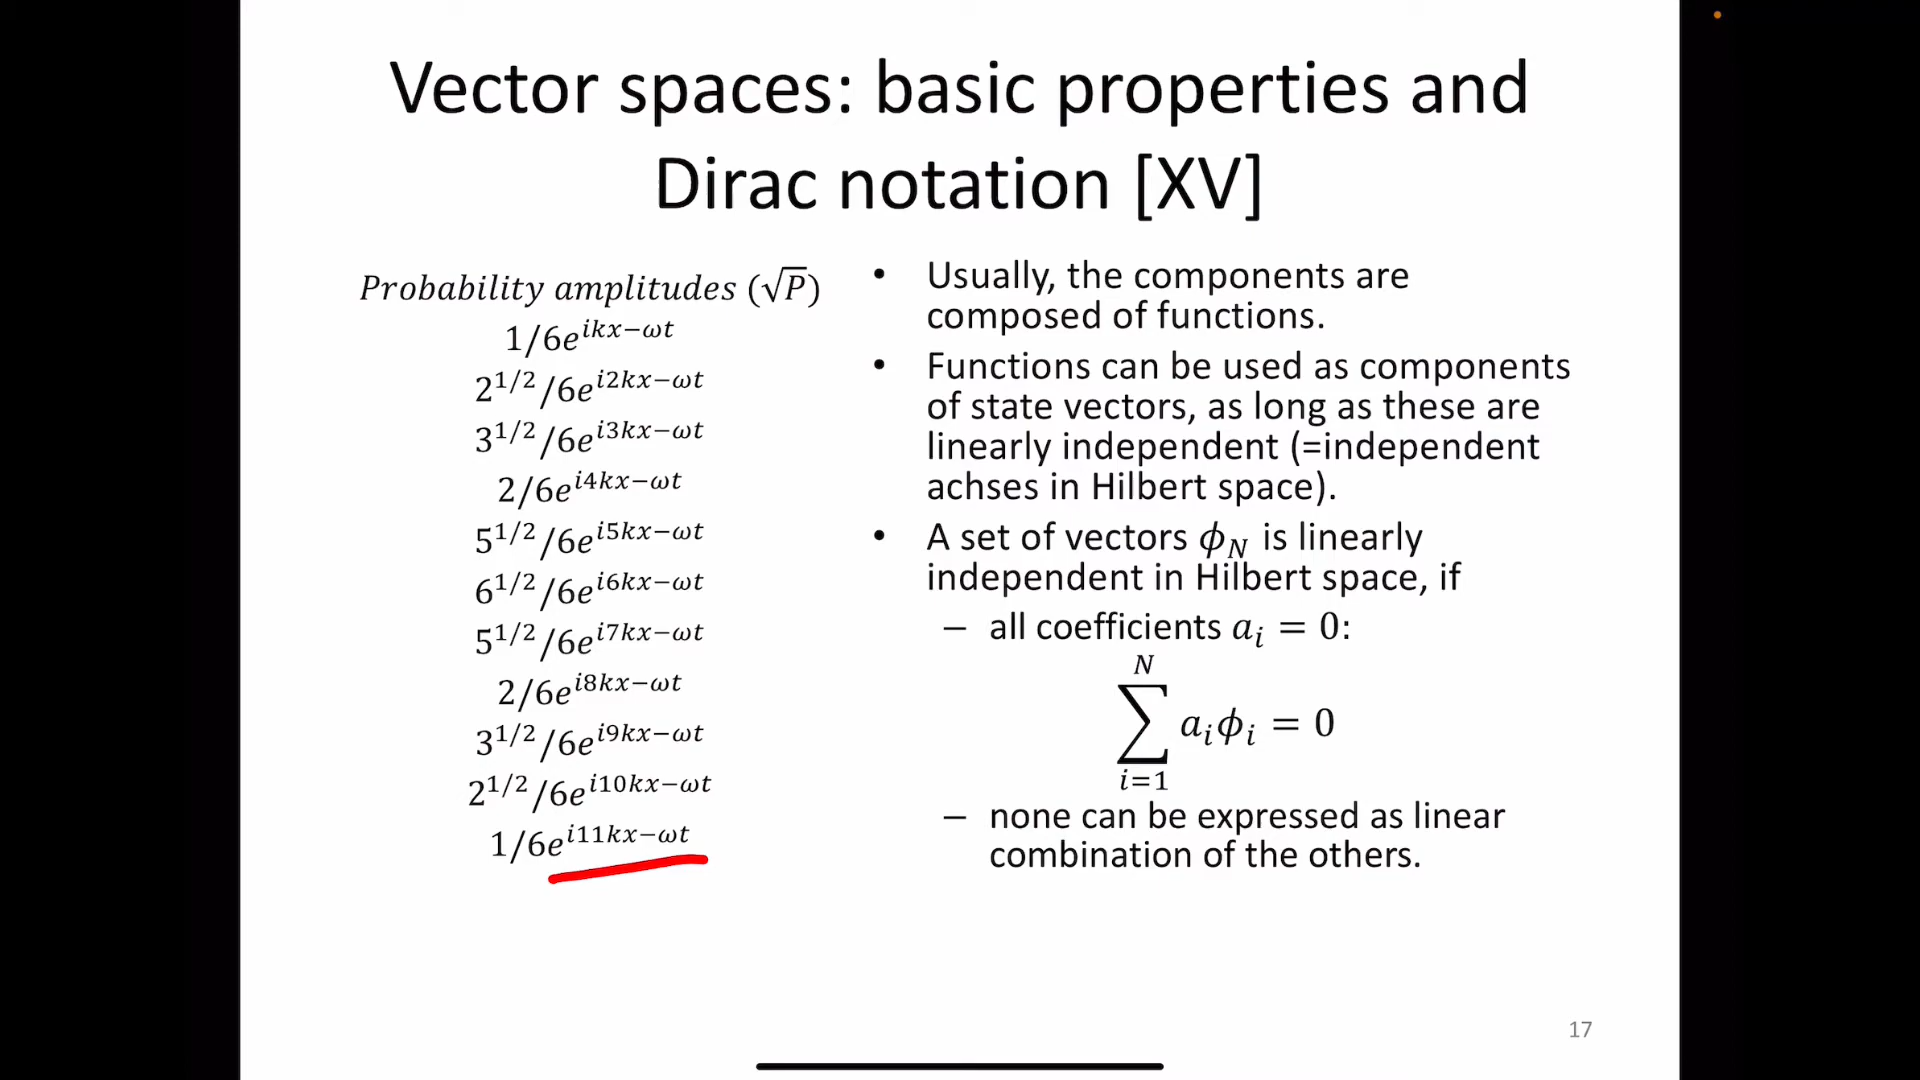 Vector spaces: basic properties and
Dirac notation [XV]
Probability amplitudes (√P)
1/6e^{ikx−ωt}
2^{1/2}/6e^{i2kx−ωt}
3^{1/2}/6e^{i3kx−ωt}
2/6e^{i4kx−ωt}
5^{1/2}/6e^{i5kx−ωt}
6^{1/2}/6e^{i6kx−ωt}
5^{1/2}/6e^{i7kx−ωt}
2/6e^{i8kx−ωt}
3^{1/2}/6e^{i9kx−ωt}
2^{1/2}/6e^{i10kx−ωt}
1/6e^{i11kx−ωt}
• Usually, the components are
composed of functions.
• Functions can be used as components
of state vectors, as long as these are
linearly independent (=independent
achses in Hilbert space).
• A set of vectors ϕ_N is linearly
independent in Hilbert space, if
– all coefficients a_i = 0:
∑_{i=1}^{N} a_iϕ_i = 0
– none can be expressed as linear
combination of the others.
17